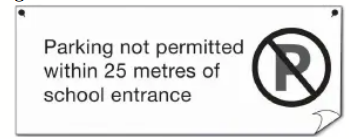 Parking not permitted
within 25 metres of
school entrance
P